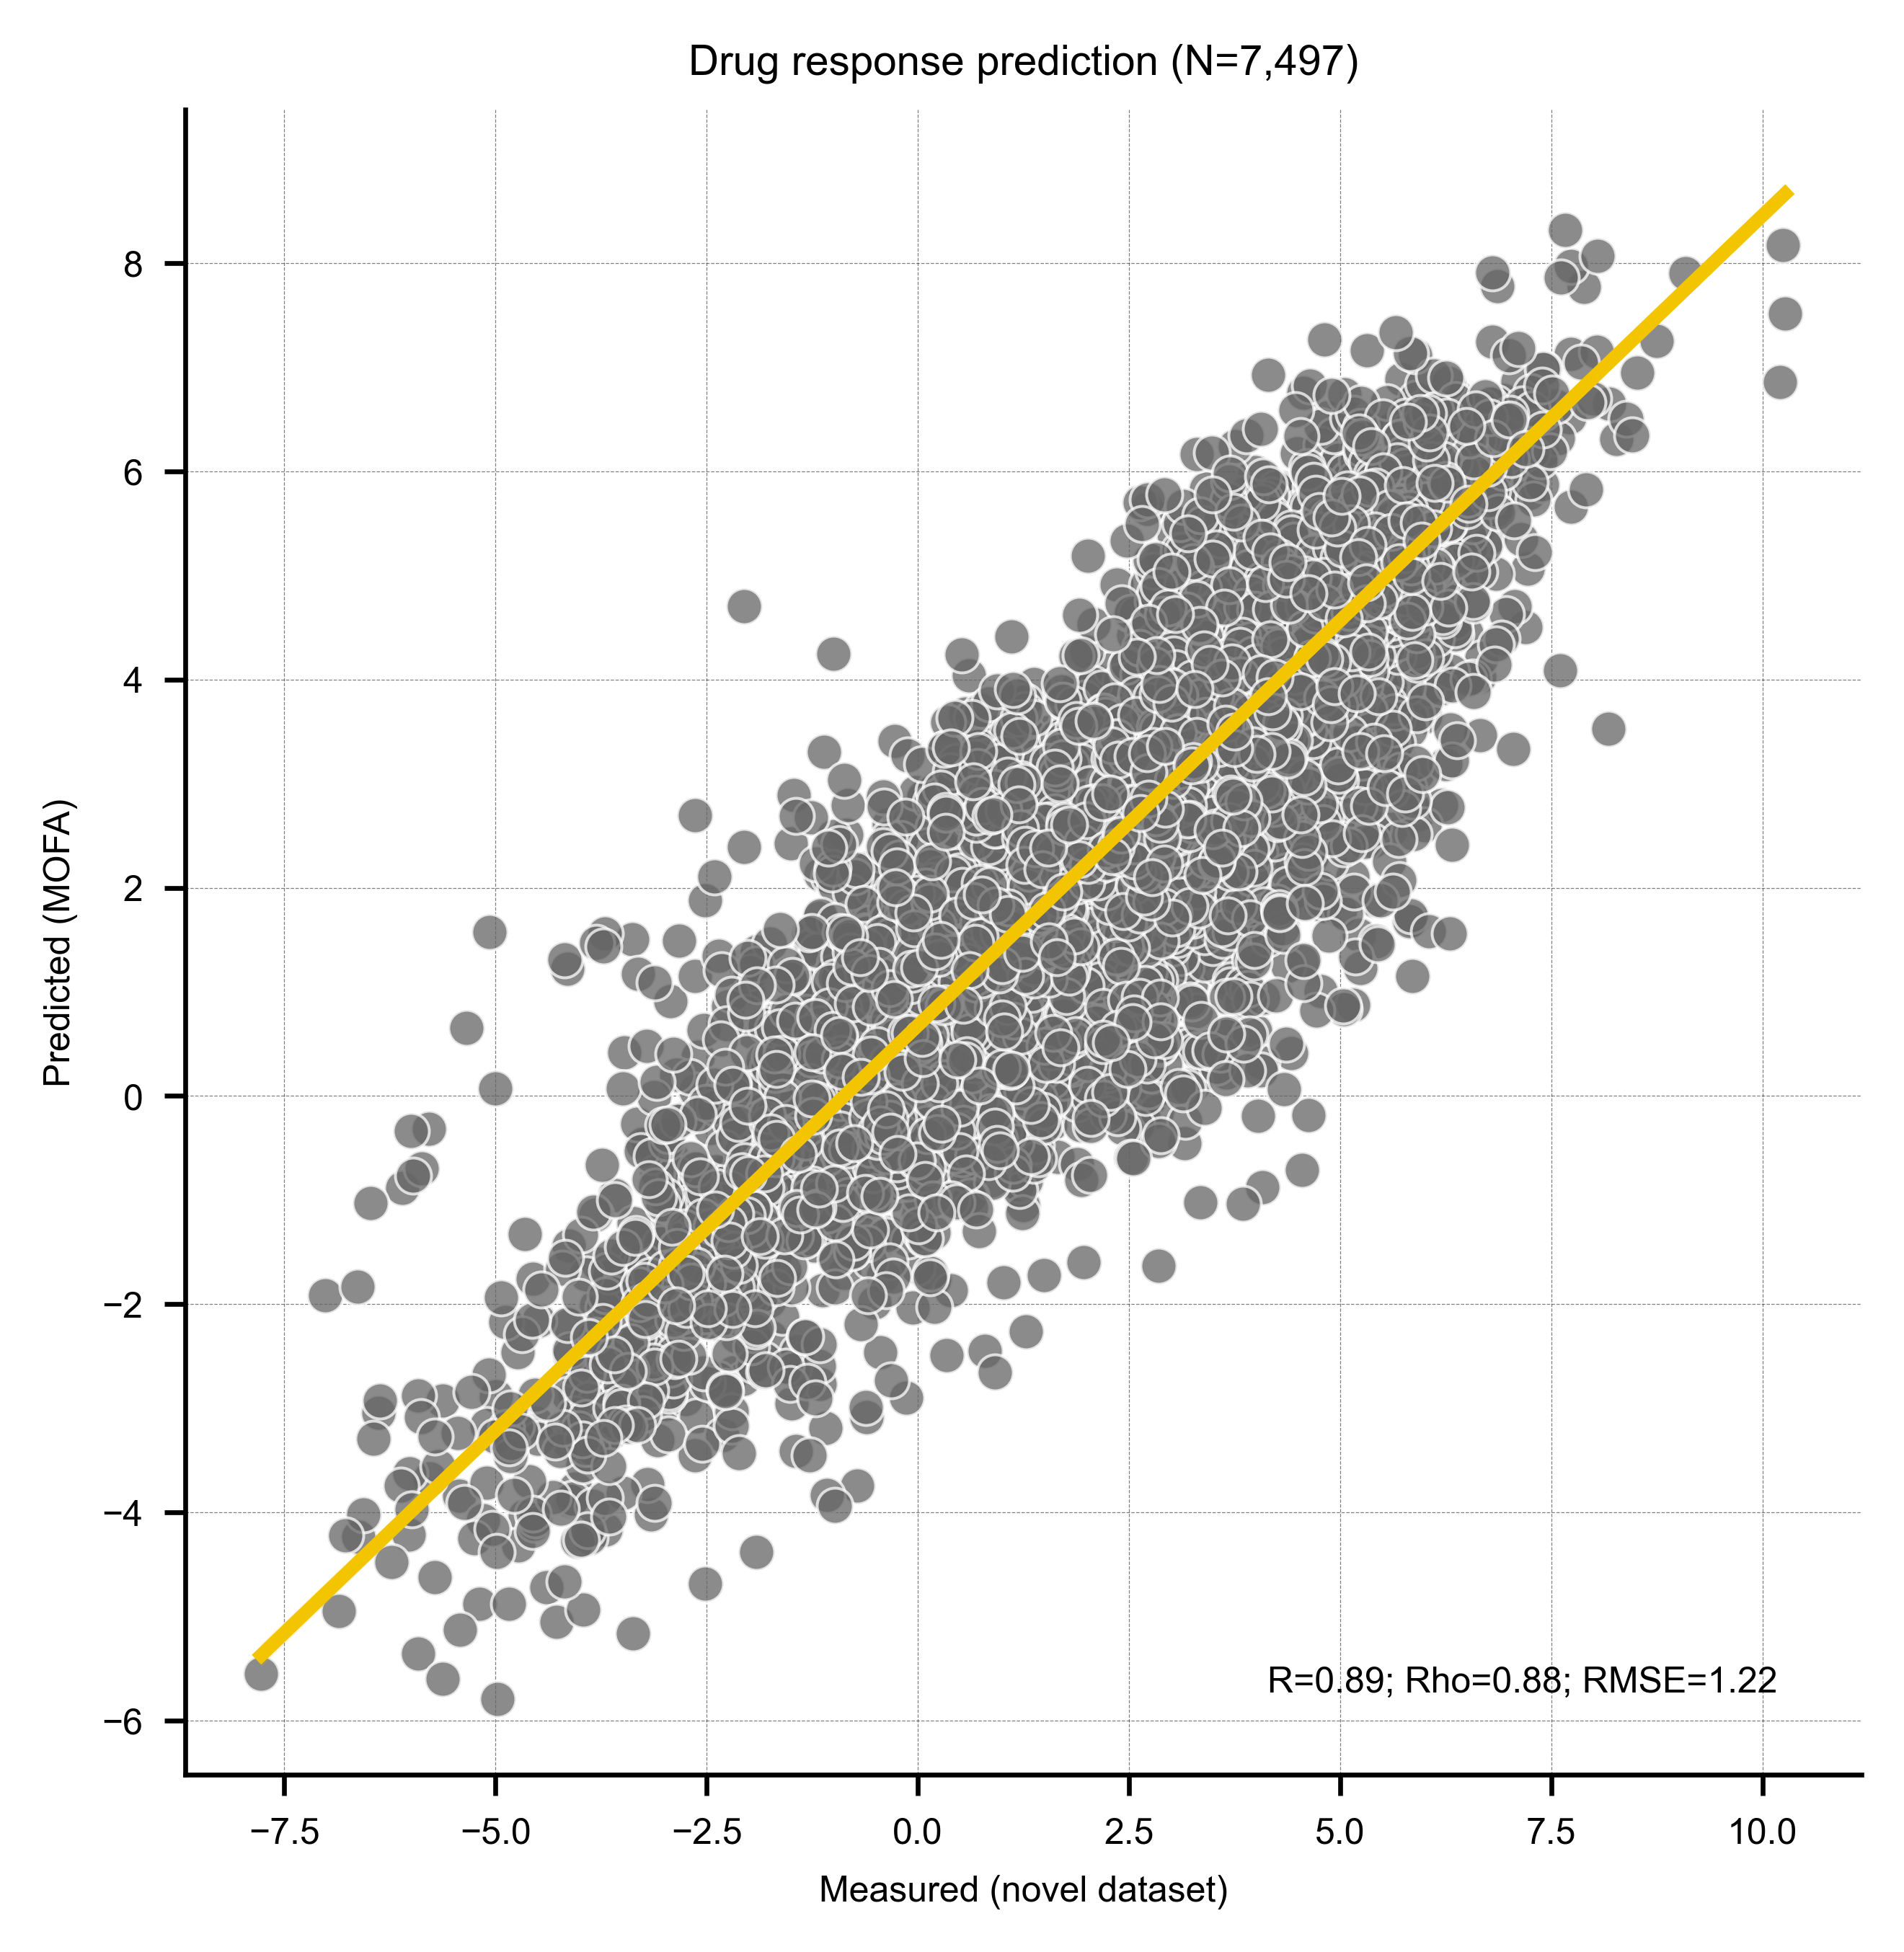 Drug response prediction (N=7,497)
8
6
4
2
0
−2
−4
−6
Predicted (MOFA)
R=0.89; Rho=0.88; RMSE=1.22
−7.5 −5.0 −2.5 0.0 2.5 5.0 7.5 10.0
Measured (novel dataset)